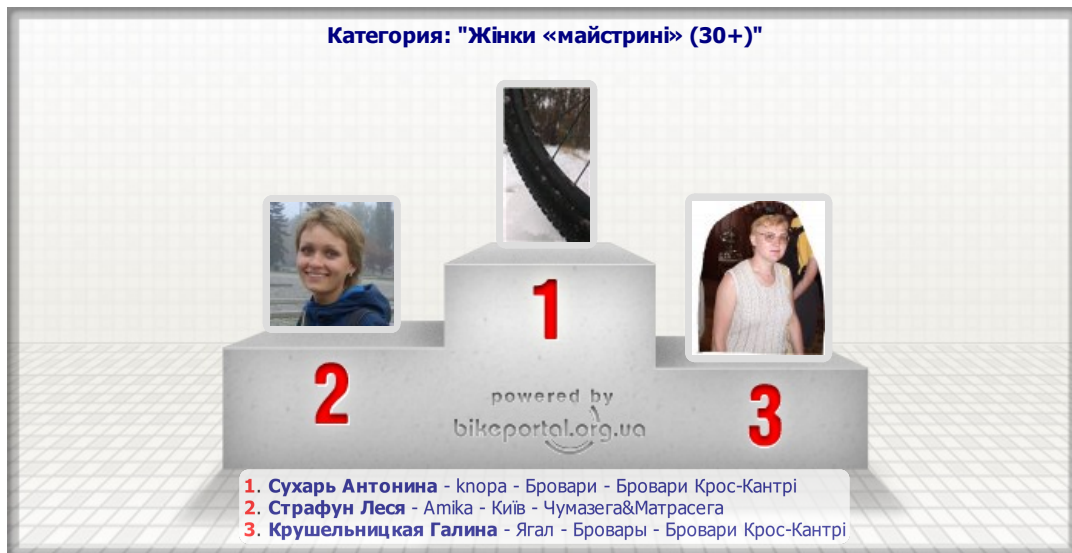 Категория: "Жінки «майстрині» (30+)"
1
2
3
powered by
bikeportal.org.ua
1. Сухарь Антонина - knopa - Бровари - Бровари Крос-Кантрі
2. Страфун Леся - Amika - Київ - Чумазега&Матрасега
3. Крушельницкая Галина - Ягал - Бровары - Бровари Крос-Кантрі